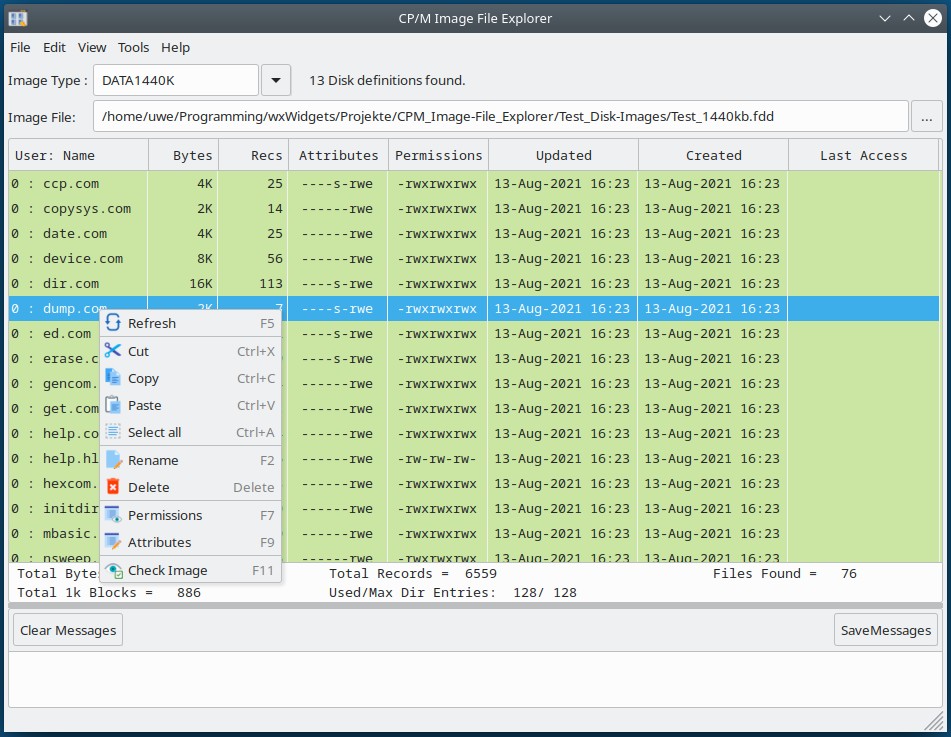 CP/M Image File Explorer
File Edit View Tools Help
Image Type : DATA1440K 13 Disk definitions found.
Image File: /home/uwe/Programming/wxWidgets/Projekte/CPM_Image-File_Explorer/Test_Disk-Images/Test_1440kb.fdd ...
User: Name Bytes Recs Attributes Permissions Updated Created Last Access
0 : ccp.com 4K 25 ----s-rwe -rwxrwxrwx 13-Aug-2021 16:23 13-Aug-2021 16:23
0 : copysys.com 2K 14 ------rwe -rwxrwxrwx 13-Aug-2021 16:23 13-Aug-2021 16:23
0 : date.com 4K 25 ------rwe -rwxrwxrwx 13-Aug-2021 16:23 13-Aug-2021 16:23
0 : device.com 8K 56 ------rwe -rwxrwxrwx 13-Aug-2021 16:23 13-Aug-2021 16:23
0 : dir.com 16K 113 ----s-rwe -rwxrwxrwx 13-Aug-2021 16:23 13-Aug-2021 16:23
0 : dump.com 2K 7 ----s-rwe -rwxrwxrwx 13-Aug-2021 16:23 13-Aug-2021 16:23
0 : ed.com ----s-rwe -rwxrwxrwx 13-Aug-2021 16:23 13-Aug-2021 16:23
0 : erase.c ----s-rwe -rwxrwxrwx 13-Aug-2021 16:23 13-Aug-2021 16:23
0 : gencom. ------rwe -rwxrwxrwx 13-Aug-2021 16:23 13-Aug-2021 16:23
0 : get.com ------rwe -rwxrwxrwx 13-Aug-2021 16:23 13-Aug-2021 16:23
0 : help.co ------rwe -rwxrwxrwx 13-Aug-2021 16:23 13-Aug-2021 16:23
0 : help.hl ------rwe -rw-rw-rw- 13-Aug-2021 16:23 13-Aug-2021 16:23
0 : hexcom. ------rwe -rwxrwxrwx 13-Aug-2021 16:23 13-Aug-2021 16:23
0 : initdir ------rwe -rwxrwxrwx 13-Aug-2021 16:23 13-Aug-2021 16:23
0 : mbasic. ------rwe -rwxrwxrwx 13-Aug-2021 16:23 13-Aug-2021 16:23
0 : nsweep. ------rwe -rwxrwxrwx 13-Aug-2021 16:23 13-Aug-2021 16:23
Refresh F5
Cut Ctrl+X
Copy Ctrl+C
Paste Ctrl+V
Select all Ctrl+A
Rename F2
Delete Delete
Permissions F7
Attributes F9
Check Image F11
Total Bytes Total Records = 6559 Files Found = 76
Total 1k Blocks = 886 Used/Max Dir Entries: 128/ 128
Clear Messages SaveMessages